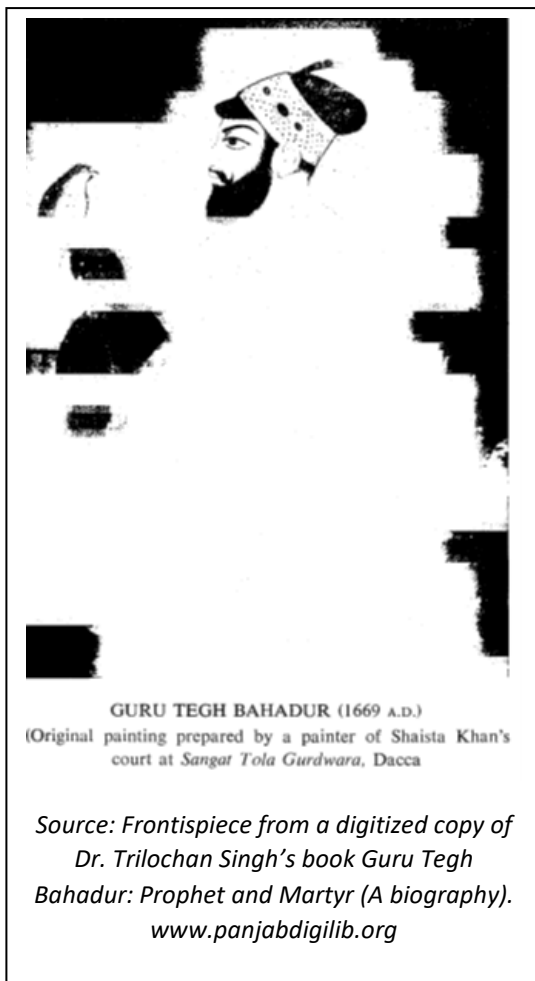 GURU TEGH BAHADUR (1669 A.D.)
(Original painting prepared by a painter of Shaista Khan's
court at Sangat Tola Gurdwara, Dacca
Source: Frontispiece from a digitized copy of
Dr. Trilochan Singh's book Guru Tegh
Bahadur: Prophet and Martyr (A biography).
www.panjabdigilib.org